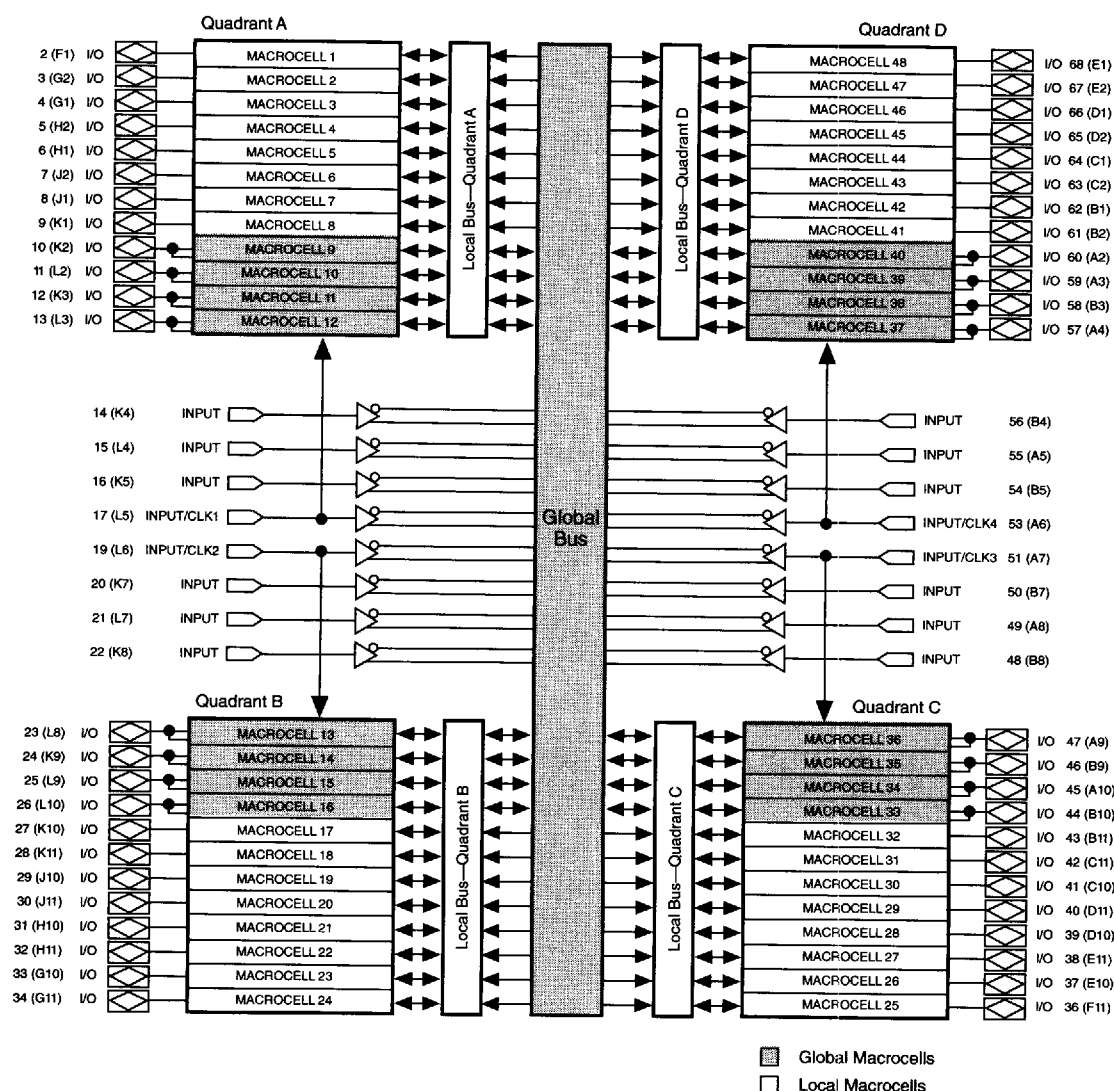 Quadrant A
2 (F1) I/O MACROCELL 1
3 (G2) I/O MACROCELL 2
4 (G1) I/O MACROCELL 3
5 (H2) I/O MACROCELL 4
6 (H1) I/O MACROCELL 5
7 (J2) I/O MACROCELL 6
8 (J1) I/O MACROCELL 7
9 (K1) I/O MACROCELL 8
10 (K2) I/O MACROCELL 9
11 (L2) I/O MACROCELL 10
12 (K3) I/O MACROCELL 11
13 (L3) I/O MACROCELL 12
Local Bus—Quadrant A
Global Bus
Local Bus—Quadrant D
Quadrant D
MACROCELL 48 I/O 68 (E1)
MACROCELL 47 I/O 67 (E2)
MACROCELL 46 I/O 66 (D1)
MACROCELL 45 I/O 65 (D2)
MACROCELL 44 I/O 64 (C1)
MACROCELL 43 I/O 63 (C2)
MACROCELL 42 I/O 62 (B1)
MACROCELL 41 I/O 61 (B2)
MACROCELL 40 I/O 60 (A2)
MACROCELL 39 I/O 59 (A3)
MACROCELL 38 I/O 58 (B3)
MACROCELL 37 I/O 57 (A4)
14 (K4) INPUT
15 (L4) INPUT
16 (K5) INPUT
17 (L5) INPUT/CLK1
19 (L6) INPUT/CLK2
20 (K7) INPUT
21 (L7) INPUT
22 (K8) INPUT
INPUT 56 (B4)
INPUT 55 (A5)
INPUT 54 (B5)
INPUT/CLK4 53 (A6)
INPUT/CLK3 51 (A7)
INPUT 50 (B7)
INPUT 49 (A8)
INPUT 48 (B8)
Quadrant B
23 (L8) I/O MACROCELL 13
24 (K9) I/O MACROCELL 14
25 (L9) I/O MACROCELL 15
26 (L10) I/O MACROCELL 16
27 (K10) I/O MACROCELL 17
28 (K11) I/O MACROCELL 18
29 (J10) I/O MACROCELL 19
30 (J11) I/O MACROCELL 20
31 (H10) I/O MACROCELL 21
32 (H11) I/O MACROCELL 22
33 (G10) I/O MACROCELL 23
34 (G11) I/O MACROCELL 24
Local Bus—Quadrant B
Local Bus—Quadrant C
Quadrant C
MACROCELL 36 I/O 47 (A9)
MACROCELL 35 I/O 46 (B9)
MACROCELL 34 I/O 45 (A10)
MACROCELL 33 I/O 44 (B10)
MACROCELL 32 I/O 43 (B11)
MACROCELL 31 I/O 42 (C11)
MACROCELL 30 I/O 41 (C10)
MACROCELL 29 I/O 40 (D11)
MACROCELL 28 I/O 39 (D10)
MACROCELL 27 I/O 38 (E11)
MACROCELL 26 I/O 37 (E10)
MACROCELL 25 I/O 36 (F11)
Global Macrocells
Local Macrocells